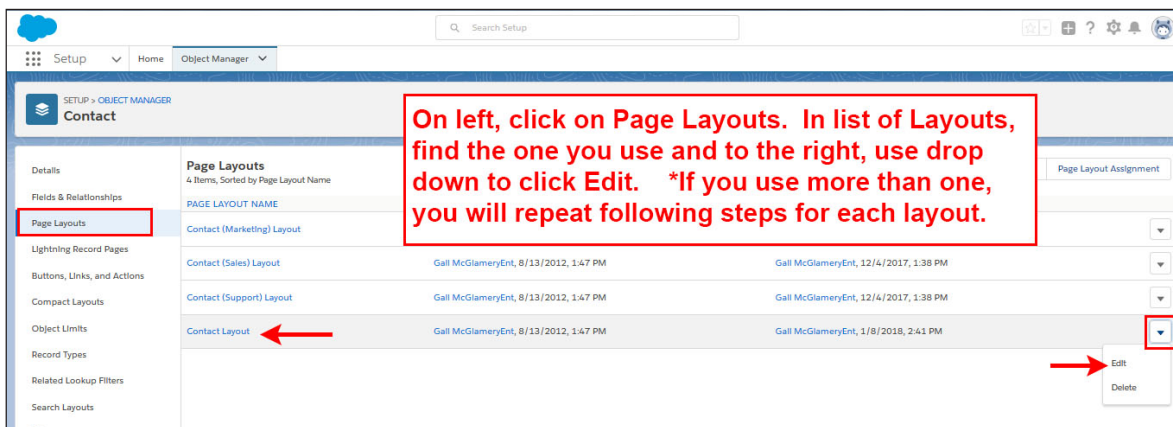 Search Setup
Setup Home Object Manager
SETUP > OBJECT MANAGER
Contact
On left, click on Page Layouts. In list of Layouts,
find the one you use and to the right, use drop
down to click Edit. *If you use more than one,
you will repeat following steps for each layout.
Details
Fields & Relationships
Page Layouts
Lightning Record Pages
Buttons, Links, and Actions
Compact Layouts
Object Limits
Record Types
Related Lookup Filters
Search Layouts
Page Layouts
4 Items, Sorted by Page Layout Name
Page Layout Assignment
PAGE LAYOUT NAME
Contact (Marketing) Layout
Contact (Sales) Layout Gail McGlameryEnt, 8/13/2012, 1:47 PM Gail McGlameryEnt, 12/4/2017, 1:38 PM
Contact (Support) Layout Gail McGlameryEnt, 8/13/2012, 1:47 PM Gail McGlameryEnt, 12/4/2017, 1:38 PM
Contact Layout Gail McGlameryEnt, 8/13/2012, 1:47 PM Gail McGlameryEnt, 1/8/2018, 2:41 PM
Edit
Delete